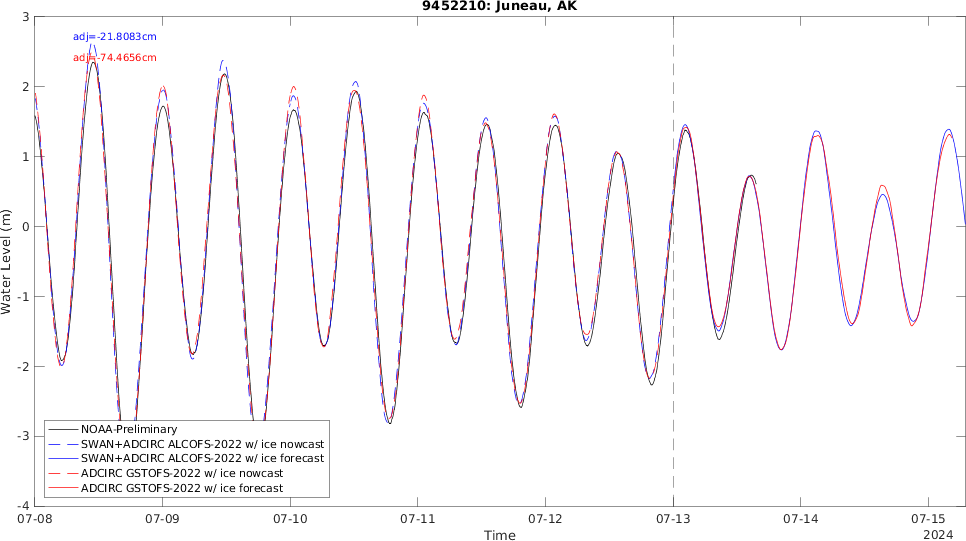 9452210: Juneau, AK
adj=-21.8083cm
adj=-74.4656cm
3
2
1
0
-1
-2
-3
-4
Water Level (m)
NOAA-Preliminary
SWAN+ADCIRC ALCOFS-2022 w/ ice nowcast
SWAN+ADCIRC ALCOFS-2022 w/ ice forecast
ADCIRC GSTOFS-2022 w/ ice nowcast
ADCIRC GSTOFS-2022 w/ ice forecast
07-08 07-09 07-10 07-11 07-12 07-13 07-14 07-15
Time
2024